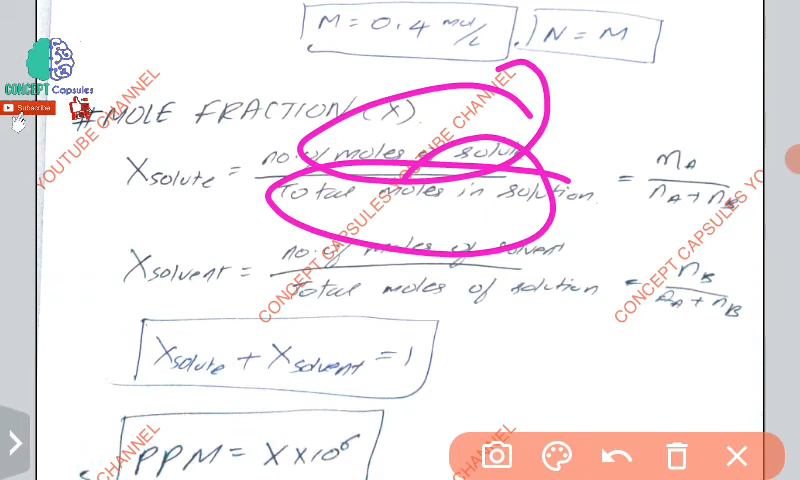 M = 0.4 mol/L , N = M
CONCEPT Capsules
Subscribe
# MOLE FRACTION (X).
Xsolute = no. of moles of solute / Total moles in solution = nA / nA + nB
Xsolvent = no. of moles of solvent / Total moles of solution = nB / nA + nB
Xsolute + Xsolvent = 1
PPM = X x 10⁶
YOUTUBE CHANNEL
CONCEPT CAPSULES YOUTUBE CHANNEL
CONCEPT CAPSULES YO
YOUTUBE CHANNEL